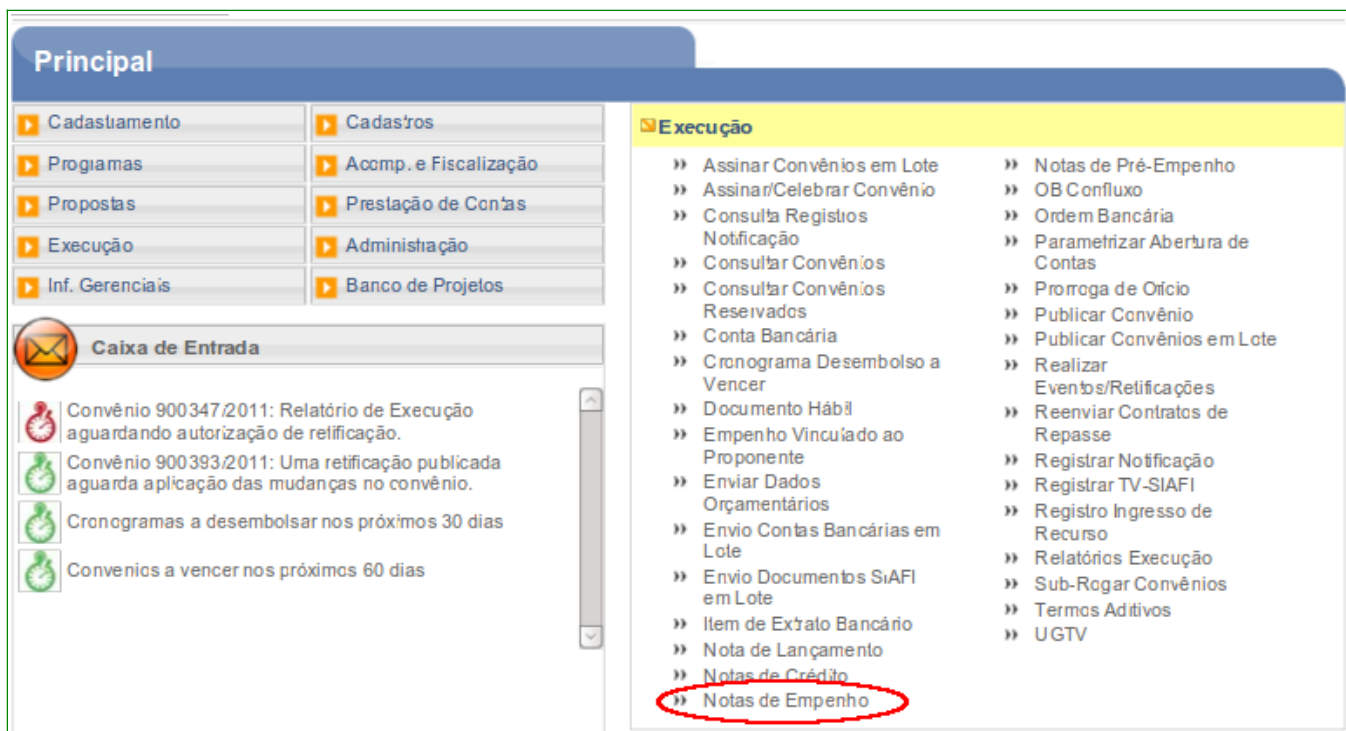 Principal
Cadastramento
Cadastros
Programas
Acomp. e Fiscalização
Propostas
Prestação de Contas
Execução
Administração
Inf. Gerenciais
Banco de Projetos
Caixa de Entrada
Convênio 900347/2011: Relatório de Execução
aguardando autorização de retificação.
Convênio 900393/2011: Uma retificação publicada
aguarda aplicação das mudanças no convênio.
Cronogramas a desembolsar nos próximos 30 dias
Convenios a vencer nos próximos 60 dias
Execução
Assinar Convênios em Lote
Assinar/Celebrar Convênio
Consulta Registros
Notificação
Consultar Convênios
Consultar Convênios
Reservados
Conta Bancária
Cronograma Desembolso a
Vencer
Documento Hábil
Empenho Vinculado ao
Proponente
Enviar Dados
Orçamentários
Envio Contas Bancárias em
Lote
Envio Documentos SIAFI
em Lote
Item de Extrato Bancário
Nota de Lançamento
Notas de Crédito
Notas de Empenho
Notas de Pré-Empenho
OB Confluxo
Ordem Bancária
Parametrizar Abertura de
Contas
Prorroga de Ofício
Publicar Convênio
Publicar Convênios em Lote
Realizar
Eventos/Retificações
Reenviar Contratos de
Repasse
Registrar Notificação
Registrar TV-SIAFI
Registro Ingresso de
Recurso
Relatórios Execução
Sub-Rogar Convênios
Termos Aditivos
UGTV